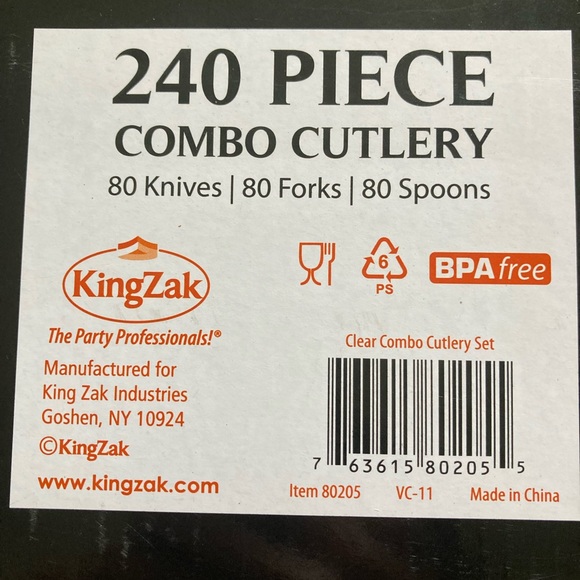 240 PIECE
COMBO CUTLERY
80 Knives | 80 Forks | 80 Spoons
KingZak
The Party Professionals!®
Manufactured for
King Zak Industries
Goshen, NY 10924
©KingZak
www.kingzak.com
6
PS
BPA free
Clear Combo Cutlery Set
7 63615 80205 5
Item 80205 VC-11 Made in China